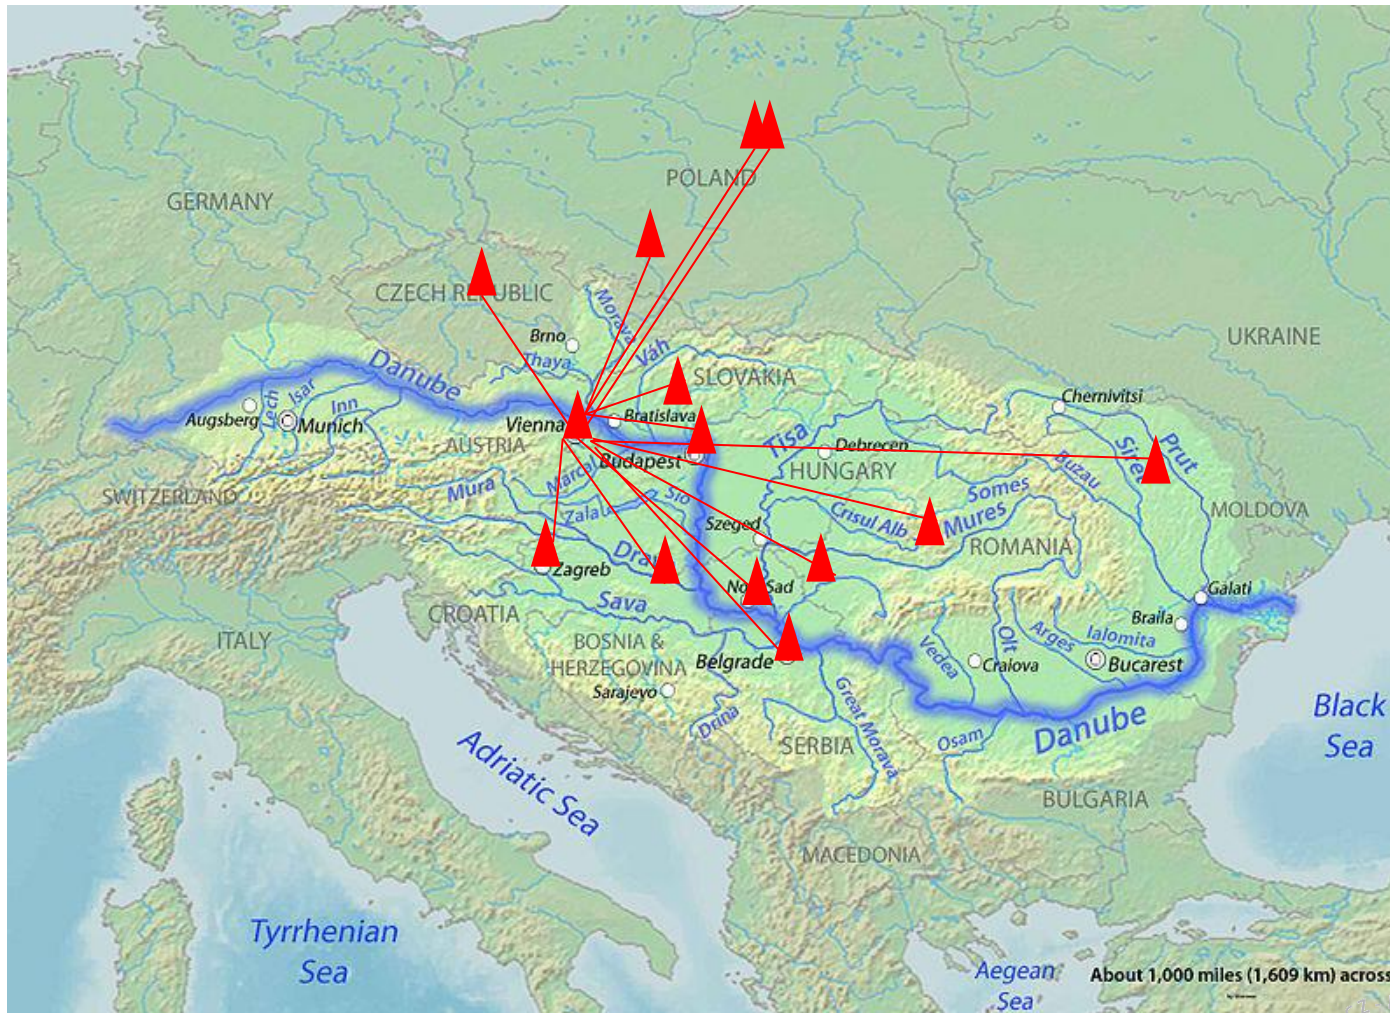 POLAND
GERMANY
CZECH REPUBLIC
UKRAINE
Morava
Brno
Thaya
Váh
Danube
SLOVAKIA
Chernivitsi
Augsberg
Lech
Isar
Inn
Munich
Vienna
Bratislava
AUSTRIA
Tisa
Debrecen
Siret
Prut
Budapest
HUNGARY
Buzau
SWITZERLAND
Mura
Marcal
Zalal
Sio
Somes
Crisul Alb
Mures
MOLDOVA
Szeged
ROMANIA
Drau
Zagreb
Novi Sad
Galati
CROATIA
Sava
Braila
ITALY
BOSNIA &
HERZEGOVINA
Belgrade
Vedea
Olt
Arges
Ialomita
Craiova
Bucarest
Sarajevo
Drina
Great Morava
Osam
Danube
SERBIA
Black
Sea
Adriatic Sea
BULGARIA
MACEDONIA
Tyrrhenian
Sea
Aegean
Sea
About 1,000 miles (1,609 km) across